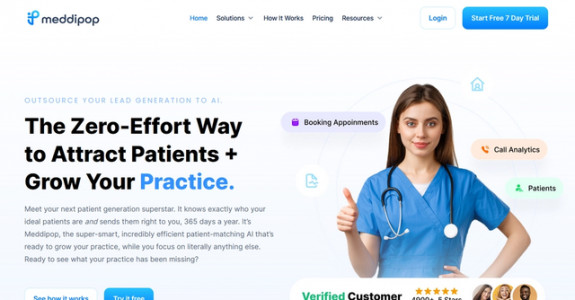 meddipop
Home Solutions How It Works Pricing Resources Login Start Free 7 Day Trial
OUTSOURCE YOUR LEAD GENERATION TO AI.
The Zero-Effort Way
to Attract Patients +
Grow Your Practice.
Meet your next patient generation superstar. It knows exactly who your
ideal patients are and sends them right to you, 365 days a year. It's
Meddipop, the super-smart, incredibly efficient patient-matching AI that's
ready to grow your practice, while you focus on literally anything else.
Ready to see what your practice has been missing?
See how it works Try it free
Booking Appoinments
Call Analytics
Patients
Verified Customer
4900+ 5 Stars